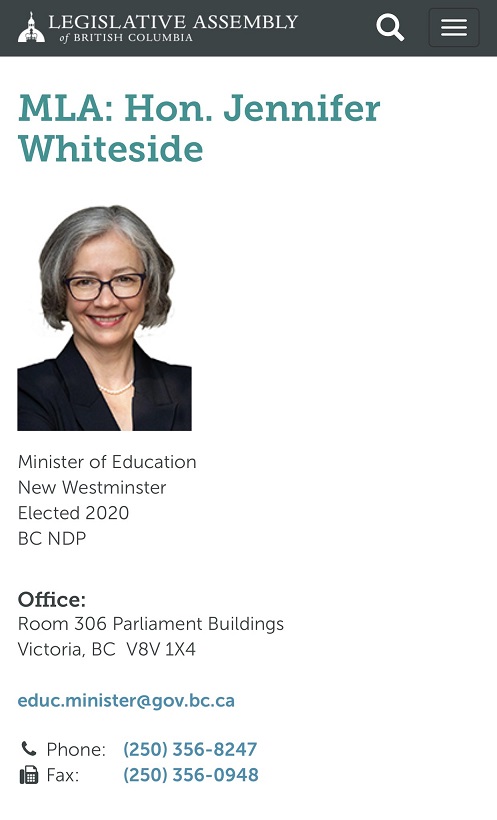 LEGISLATIVE ASSEMBLY
of BRITISH COLUMBIA
MLA: Hon. Jennifer
Whiteside
Minister of Education
New Westminster
Elected 2020
BC NDP
Office:
Room 306 Parliament Buildings
Victoria, BC  V8V 1X4
educ.minister@gov.bc.ca
Phone: (250) 356-8247
Fax: (250) 356-0948